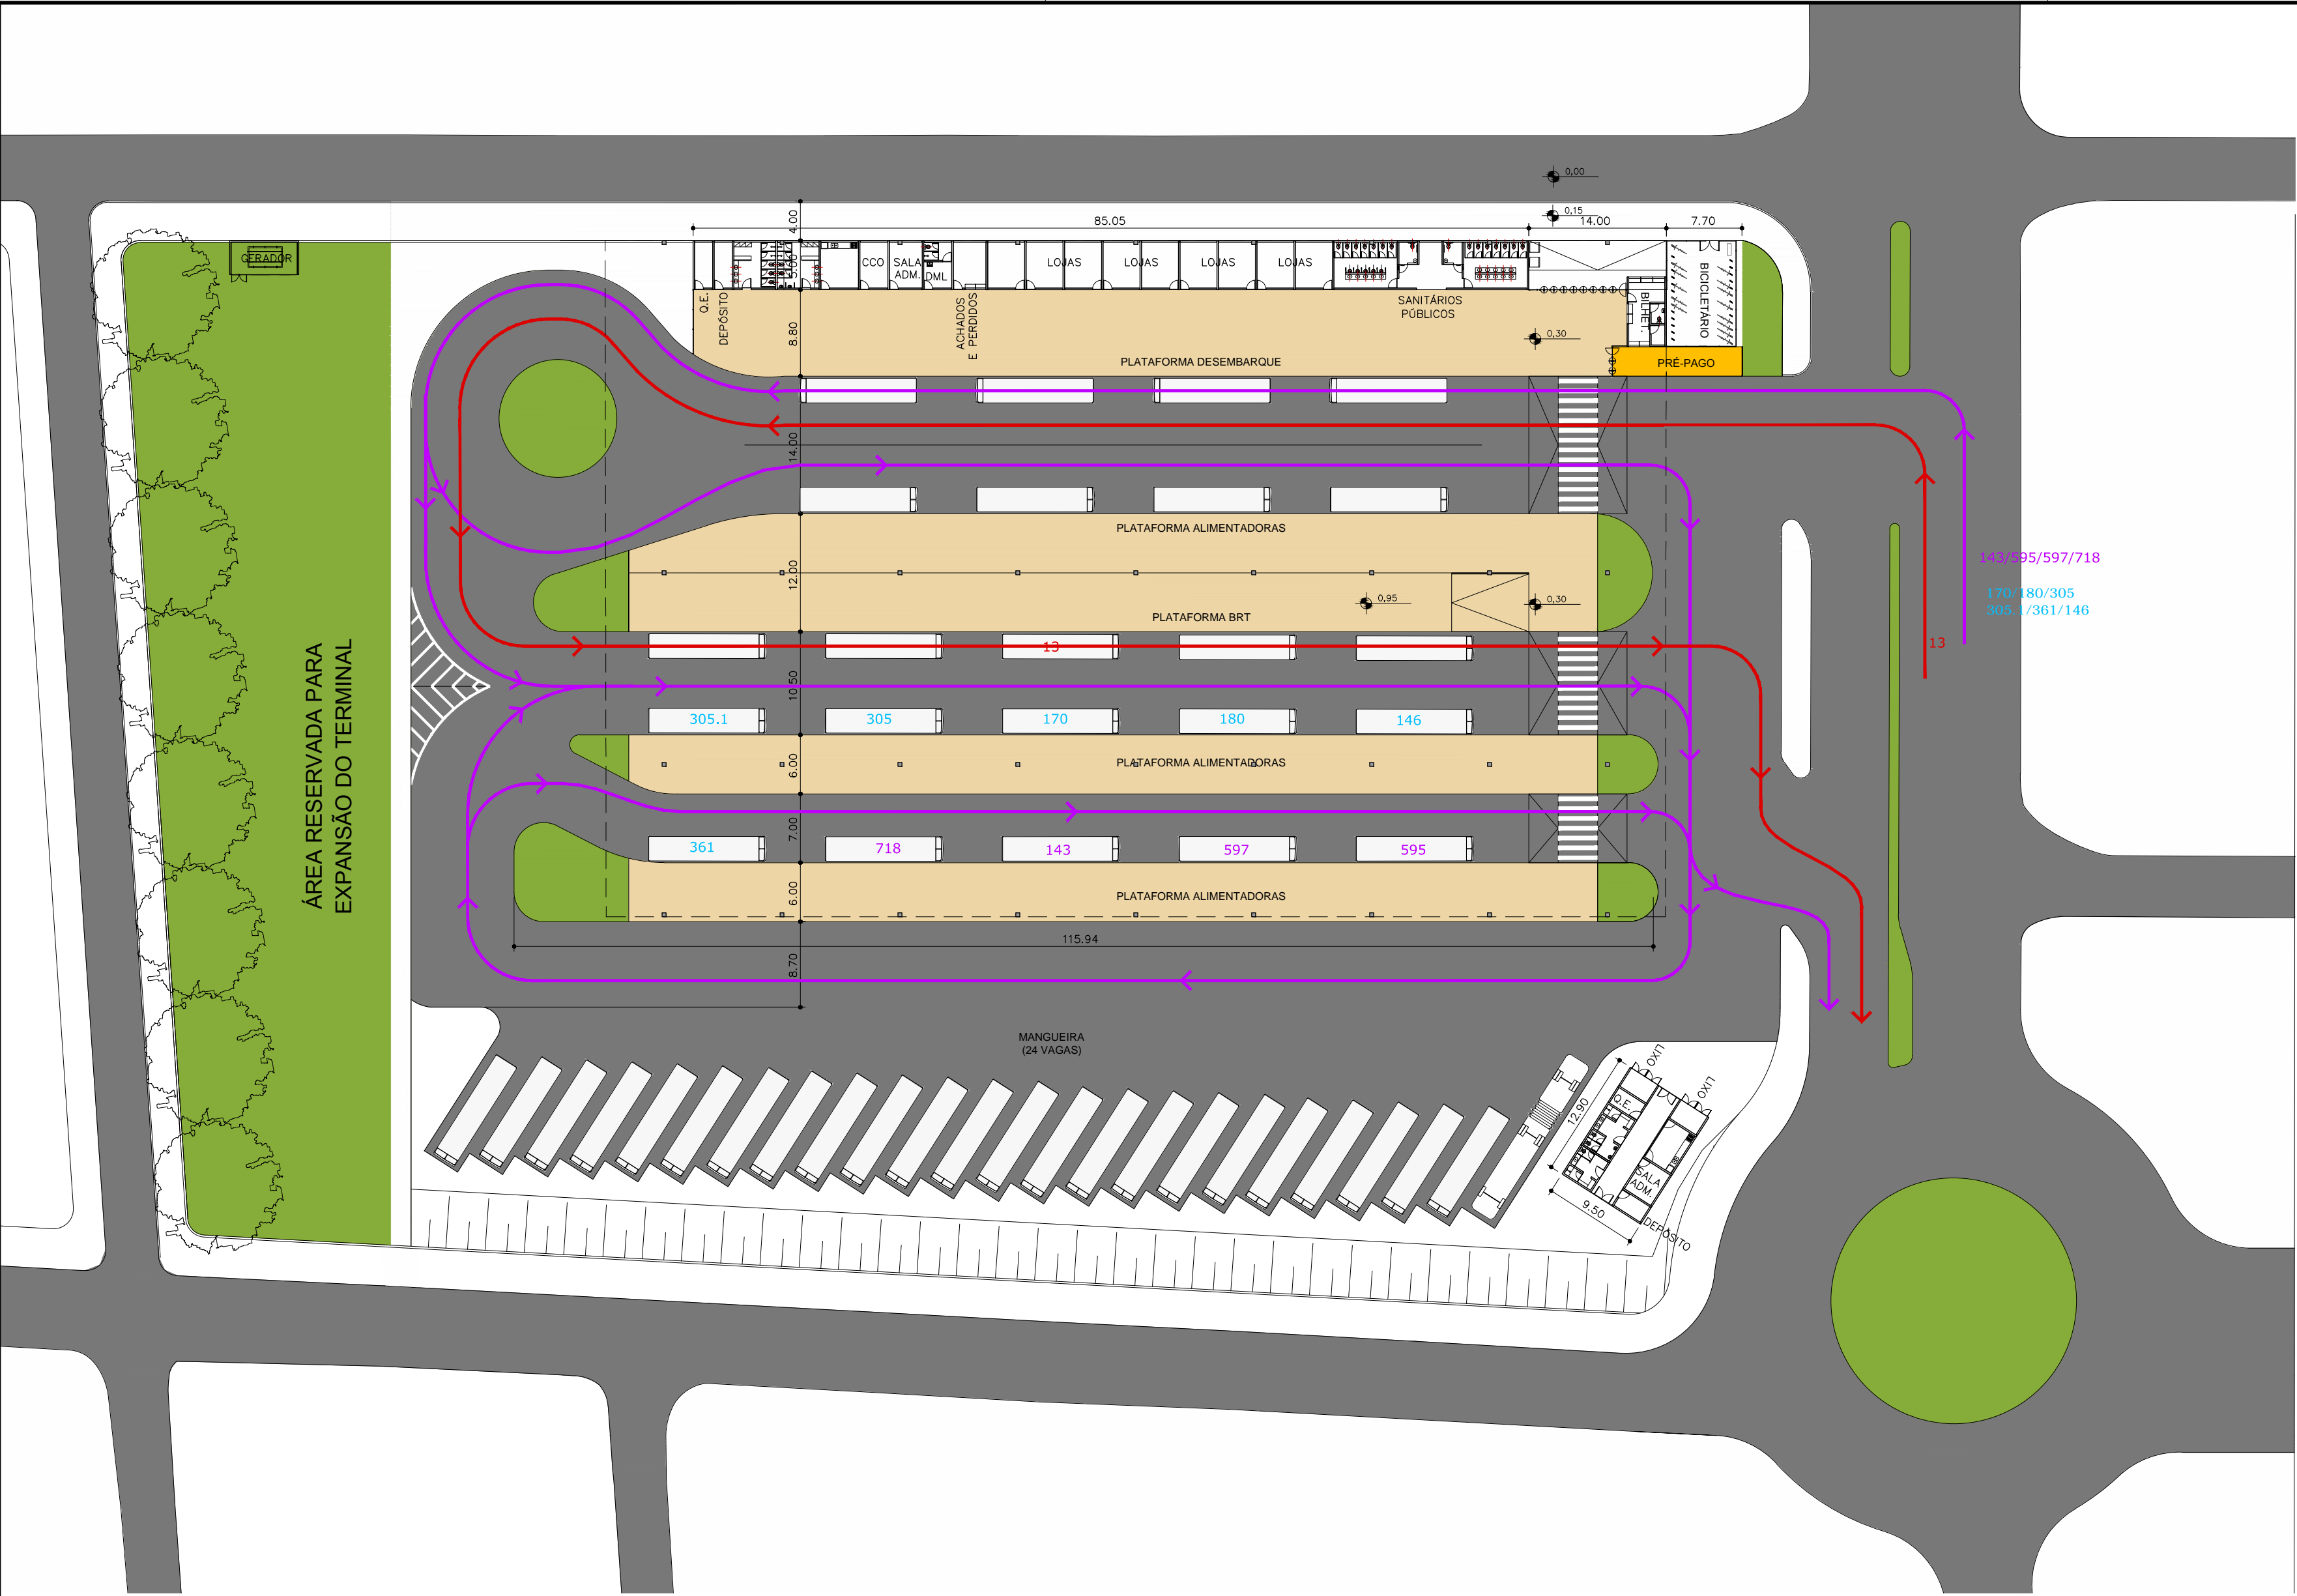 0,00
0,15
85.05
14.00
7.70
4.00
GERADOR
CCO
SALA
ADM.
DML
LOJAS
LOJAS
LOJAS
LOJAS
Q.E.
DEPÓSITO
ACHADOS
E PERDIDOS
SANITÁRIOS
PÚBLICOS
BILHET.
BICICLETÁRIO
8.80
0,30
PLATAFORMA DESEMBARQUE
PRÉ-PAGO
14.00
PLATAFORMA ALIMENTADORAS
12.00
0,95
0,30
PLATAFORMA BRT
143/595/597/718
170/180/305
305.1/361/146
13
13
10.50
305.1
305
170
180
146
6.00
PLATAFORMA ALIMENTADORAS
7.00
361
718
143
597
595
6.00
PLATAFORMA ALIMENTADORAS
115.94
8.70
ÁREA RESERVADA PARA
EXPANSÃO DO TERMINAL
MANGUEIRA
(24 VAGAS)
LIXO
LIXO
Q.E.
12.90
SALA
ADM.
9.50
DEPÓSITO